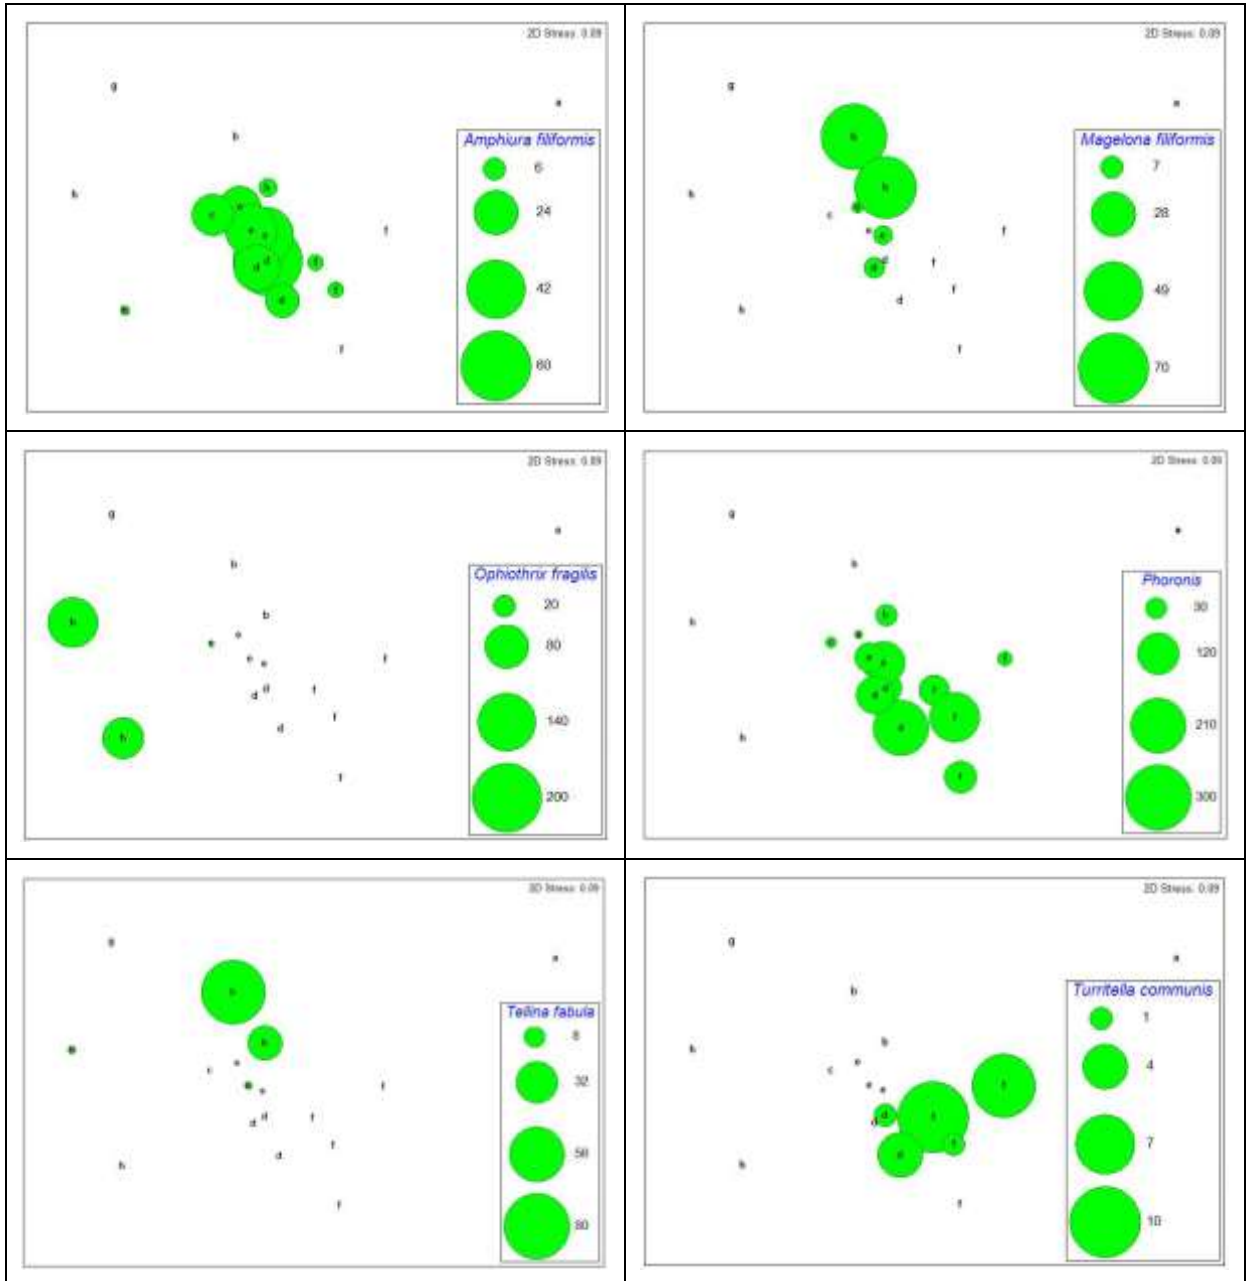 2D Stress: 0.09
g
a
b
Amphiura filiformis
6
24
42
60
h
f
f
f
d
d
d
f
2D Stress: 0.09
g
a
b
Magelona filiformis
7
28
49
70
h
b
c
e
f
d
f
d
f
h
f
d
f
2D Stress: 0.09
g
b
Ophiothrix fragilis
20
80
140
200
h
b
e
e
f
d
d
f
f
h
d
f
2D Stress: 0.09
g
b
Phoronis
30
120
210
300
h
b
f
h
f
f
2D Stress: 0.09
g
a
b
Tellina fabula
8
32
56
80
b
c
e
e
f
d
d
f
f
h
d
f
2D Stress: 0.09
g
a
b
Turritella communis
1
4
7
10
h
b
c
e
e
e
f
d
d
f
f
h
d
f